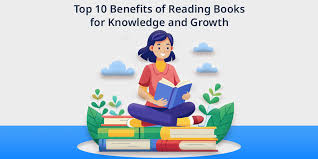 Top 10 Benefits of Reading Books
for Knowledge and Growth